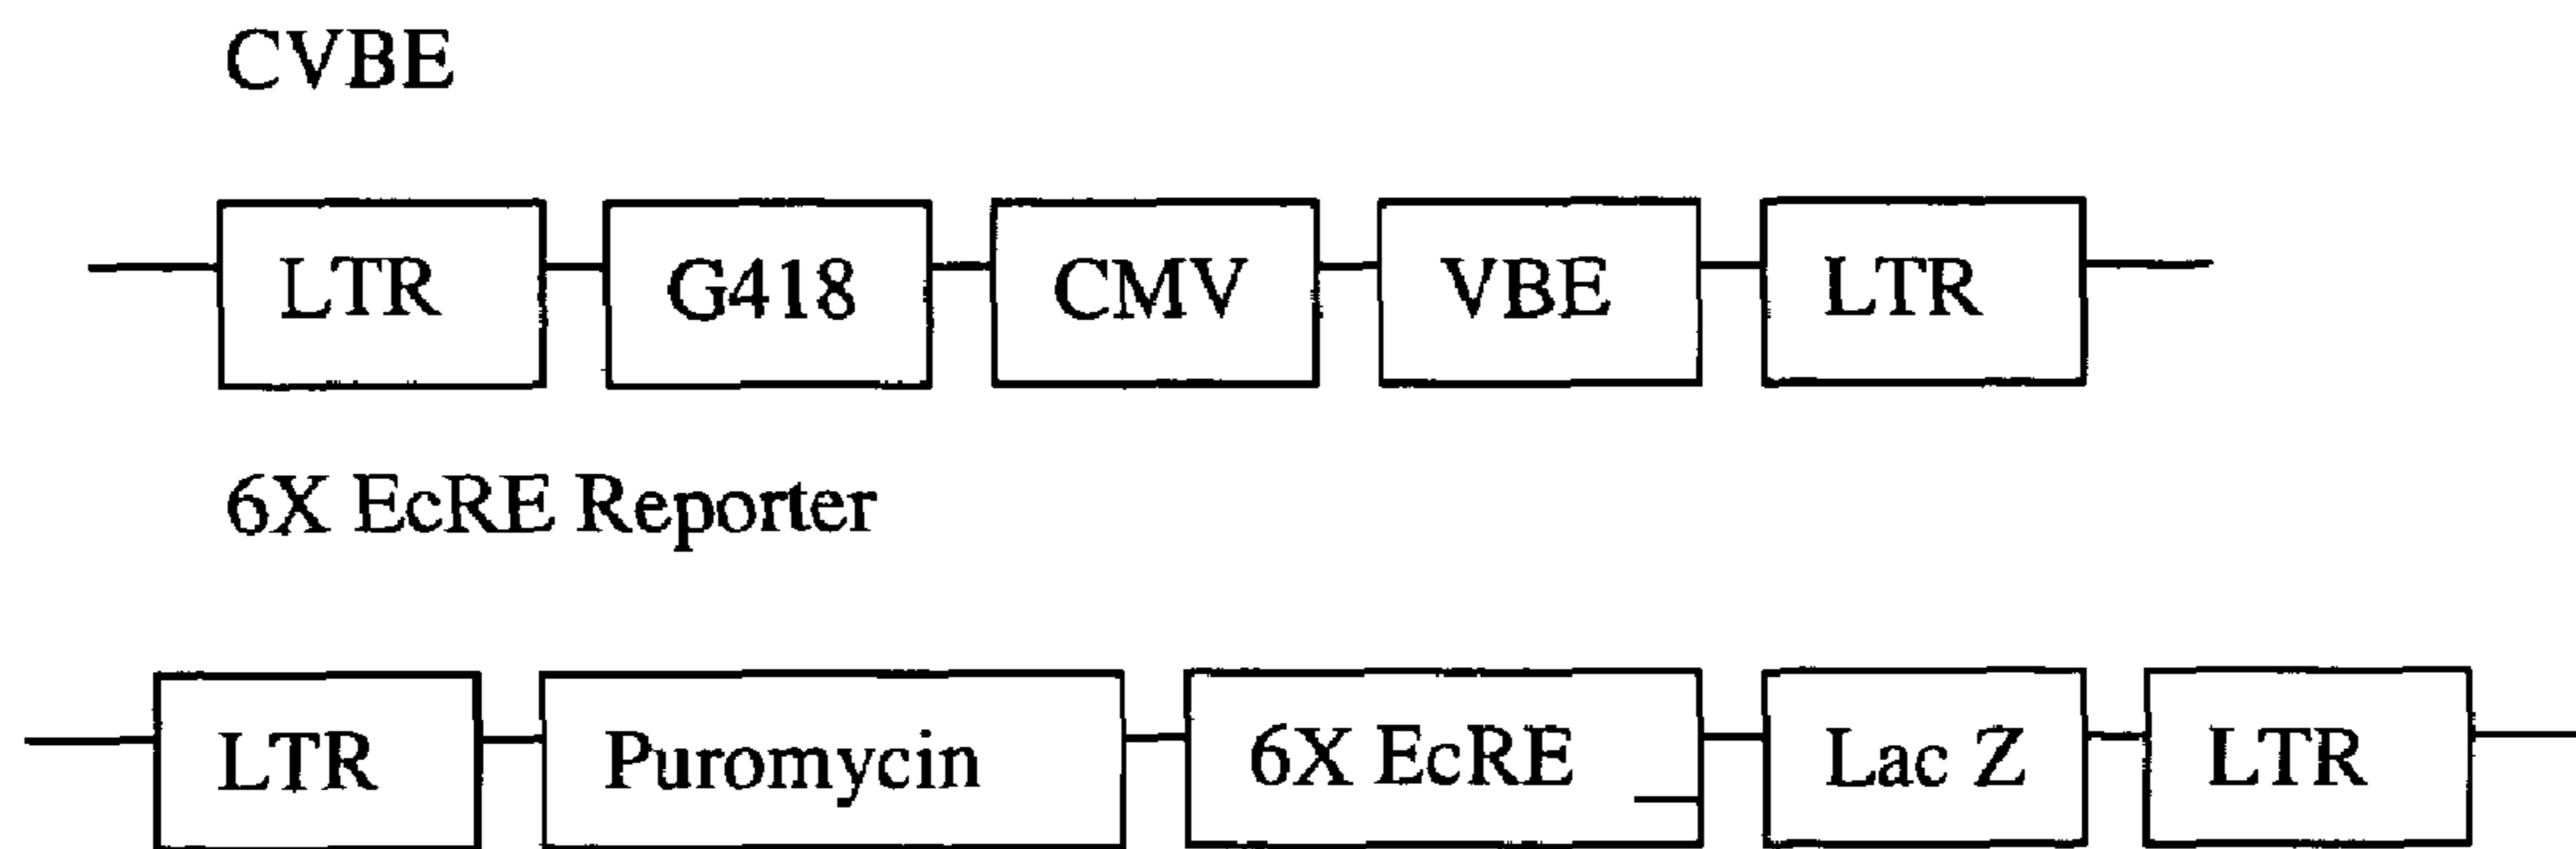 CVBE
LTR G418 CMV VBE LTR
6X EcRE Reporter
LTR Puromycin 6X EcRE Lac Z LTR